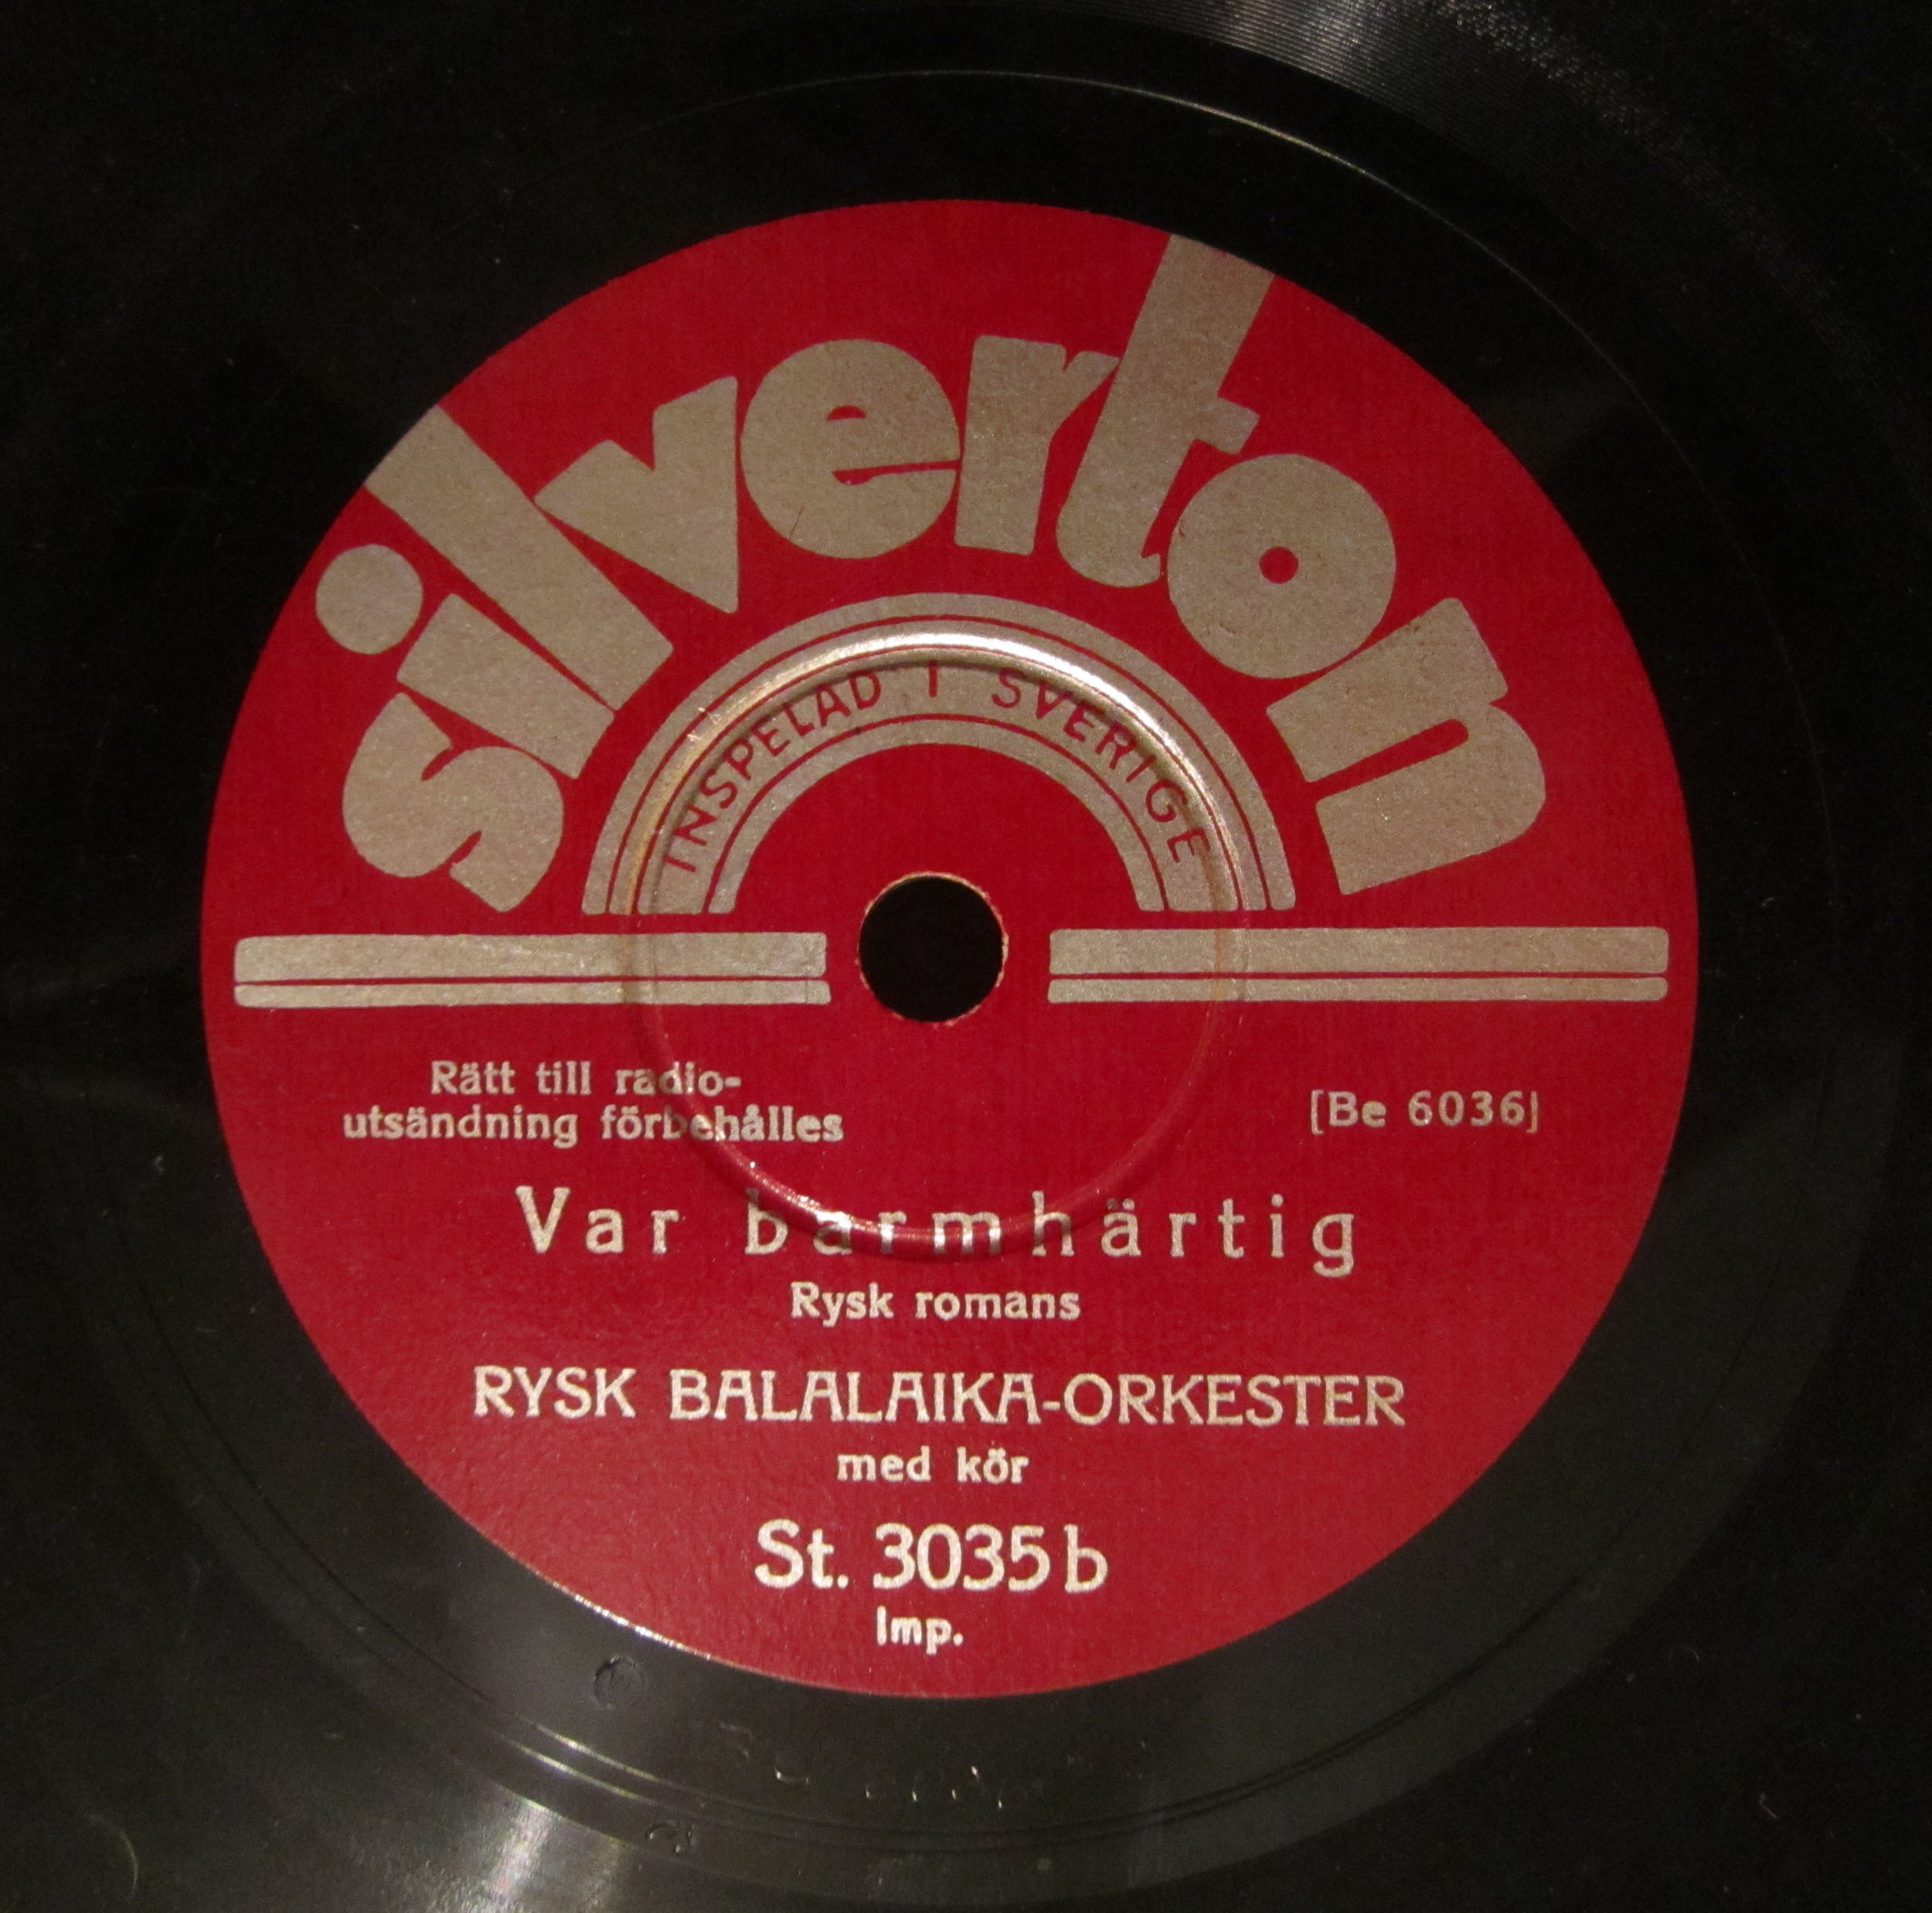 silverton
INSPELAD I SVERIGE
Rätt till radio-
utsändning förbehålles
[Be 6036]
Var barmhärtig
Rysk romans
RYSK BALALAIKA-ORKESTER
med kör
St. 3035 b
Imp.